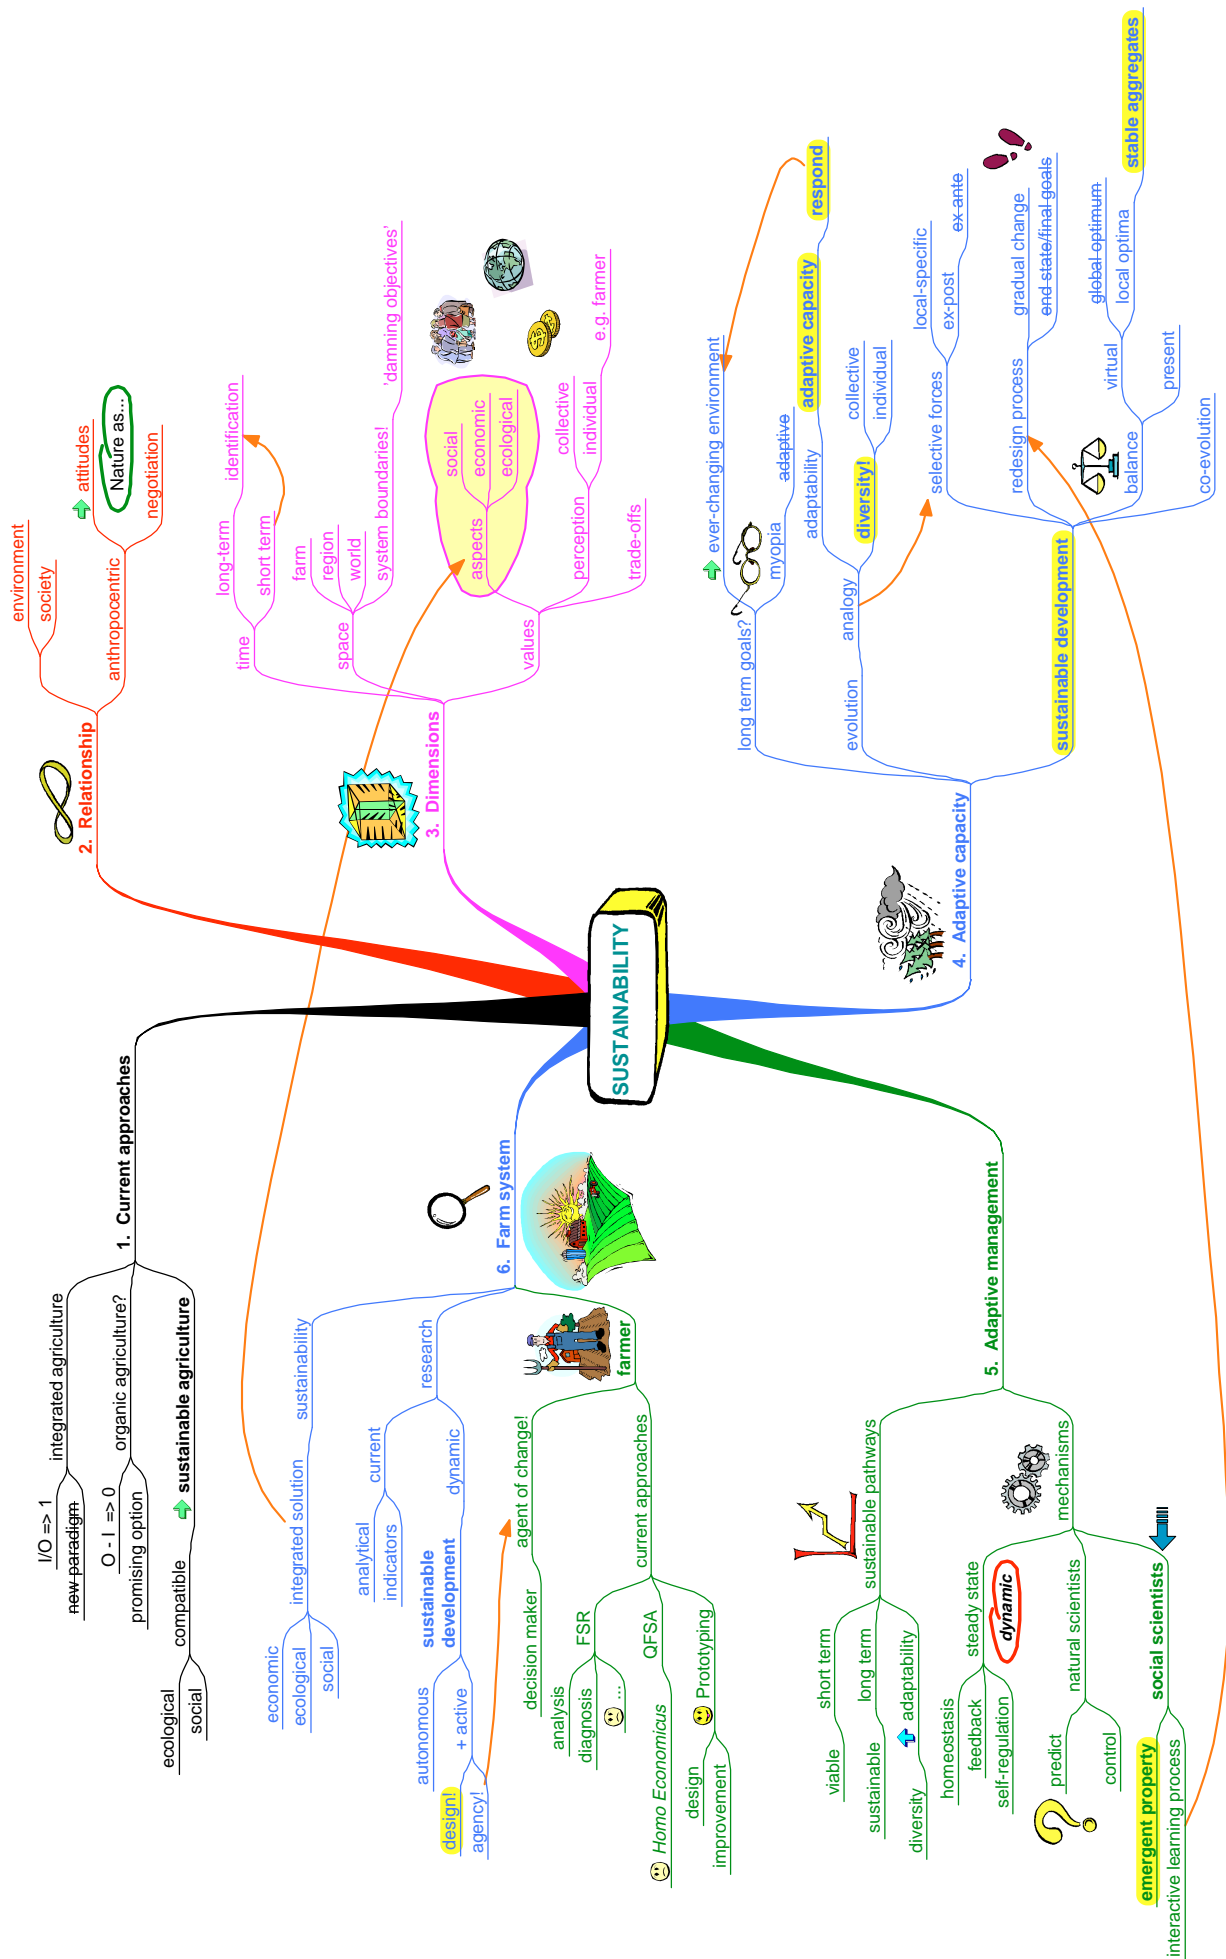 SUSTAINABILITY
1. Current approaches
integrated agriculture
I/O => 1
new paradigm
organic agriculture?
O - I => 0
promising option
sustainable agriculture
compatible
ecological
social
2. Relationship
environment
society
anthropocentric
attitudes
Nature as...
negotiation
3. Dimensions
time
long-term
identification
short term
space
farm
region
world
system boundaries!
'damning objectives'
values
aspects
social
economic
ecological
perception
collective
individual
e.g. farmer
trade-offs
4. Adaptive capacity
long term goals?
ever-changing environment
myopia
adaptive
evolution
analogy
adaptability
adaptive capacity
respond
diversity!
collective
individual
sustainable development
selective forces
local-specific
ex-post
ex ante
redesign process
gradual change
end state/final goals
balance
virtual
global optimum
local optima
stable aggregates
present
co-evolution
5. Adaptive management
sustainable pathways
short term
viable
long term
sustainable
adaptability
diversity
mechanisms
steady state
dynamic
homeostasis
feedback
self-regulation
natural scientists
predict
control
social scientists
emergent property
interactive learning process
6. Farm system
sustainability
integrated solution
economic
ecological
social
research
current
analytical
indicators
dynamic
sustainable
development
autonomous
+ active
design!
agency!
farmer
agent of change!
decision maker
current approaches
FSR
analysis
diagnosis
...
QFSA
Homo Economicus
Prototyping
design
improvement